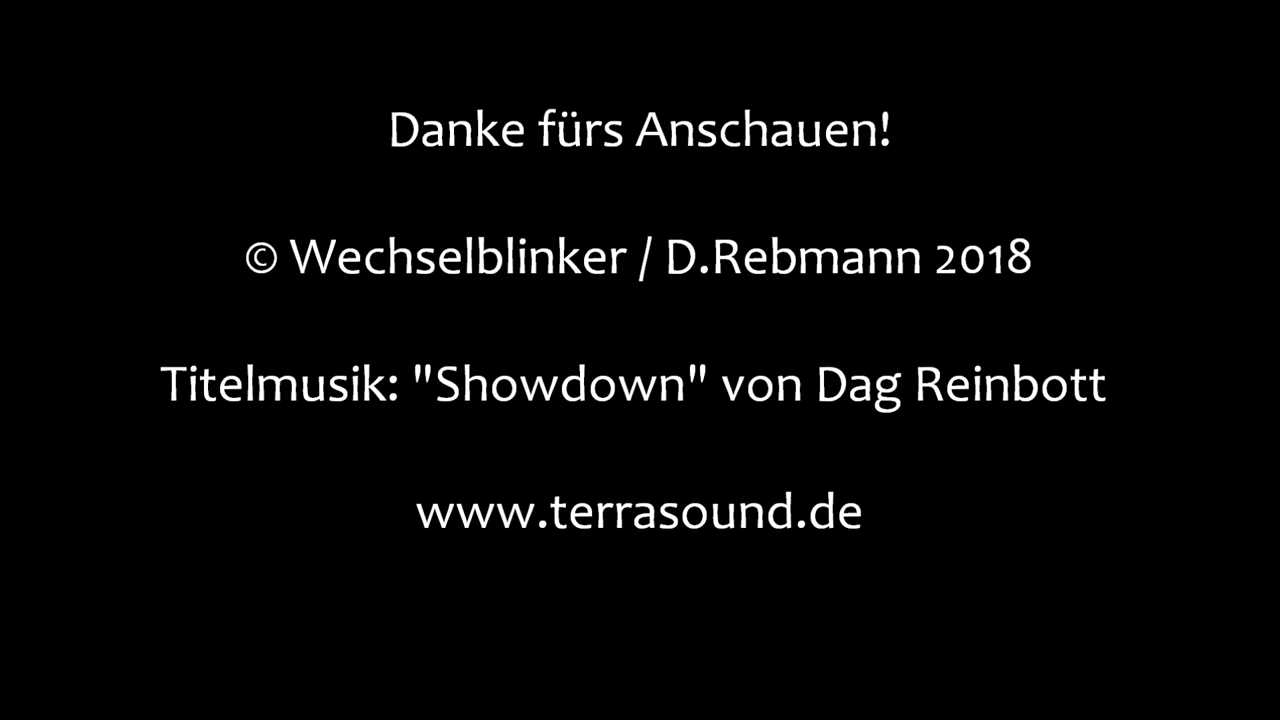 Danke fürs Anschauen!
© Wechselblinker / D.Rebmann 2018
Titelmusik: "Showdown" von Dag Reinbott
www.terrasound.de